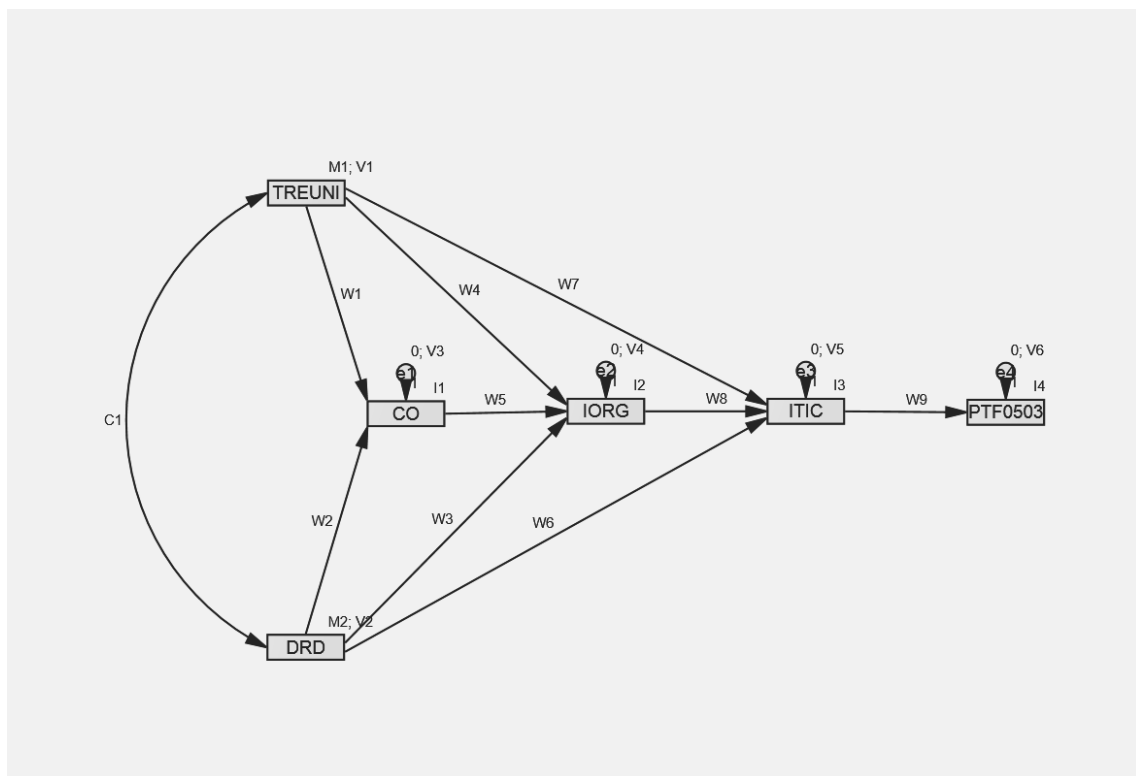 M1; V1
TREUNI
W1
W4
W7
0; V3
e1
I1
CO
W5
0; V4
e2
I2
IORG
W8
0; V5
e3
I3
ITIC
W9
0; V6
e4
I4
PTF0503
C1
W2
W3
W6
M2; V2
DRD